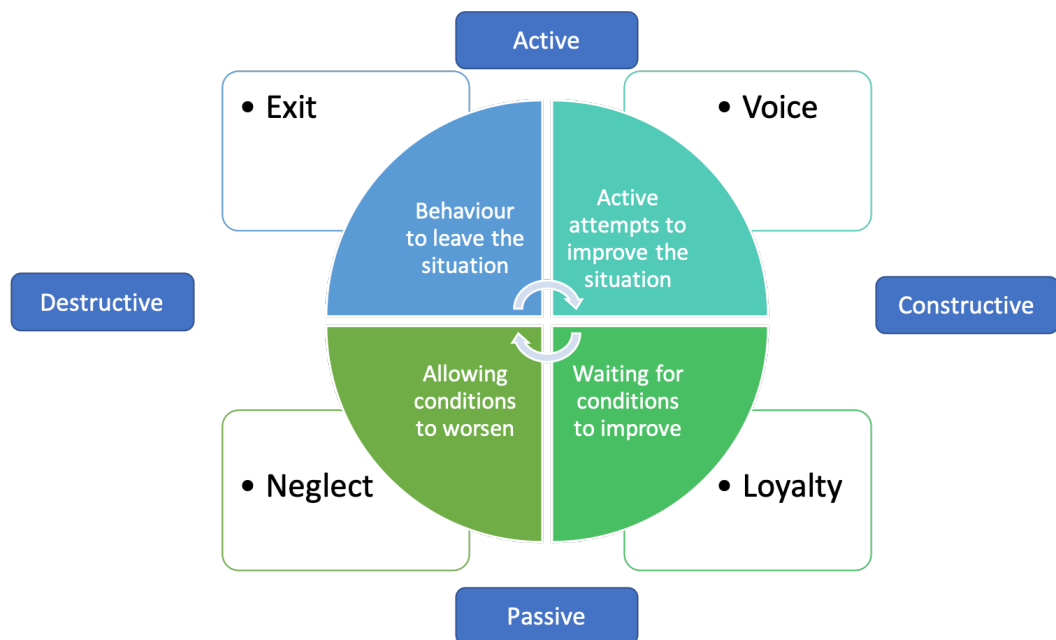 Active
• Exit
• Voice
Behaviour
to leave the
situation
Active
attempts to
improve the
situation
Destructive
Constructive
Allowing
conditions
to worsen
Waiting for
conditions
to improve
• Neglect
• Loyalty
Passive